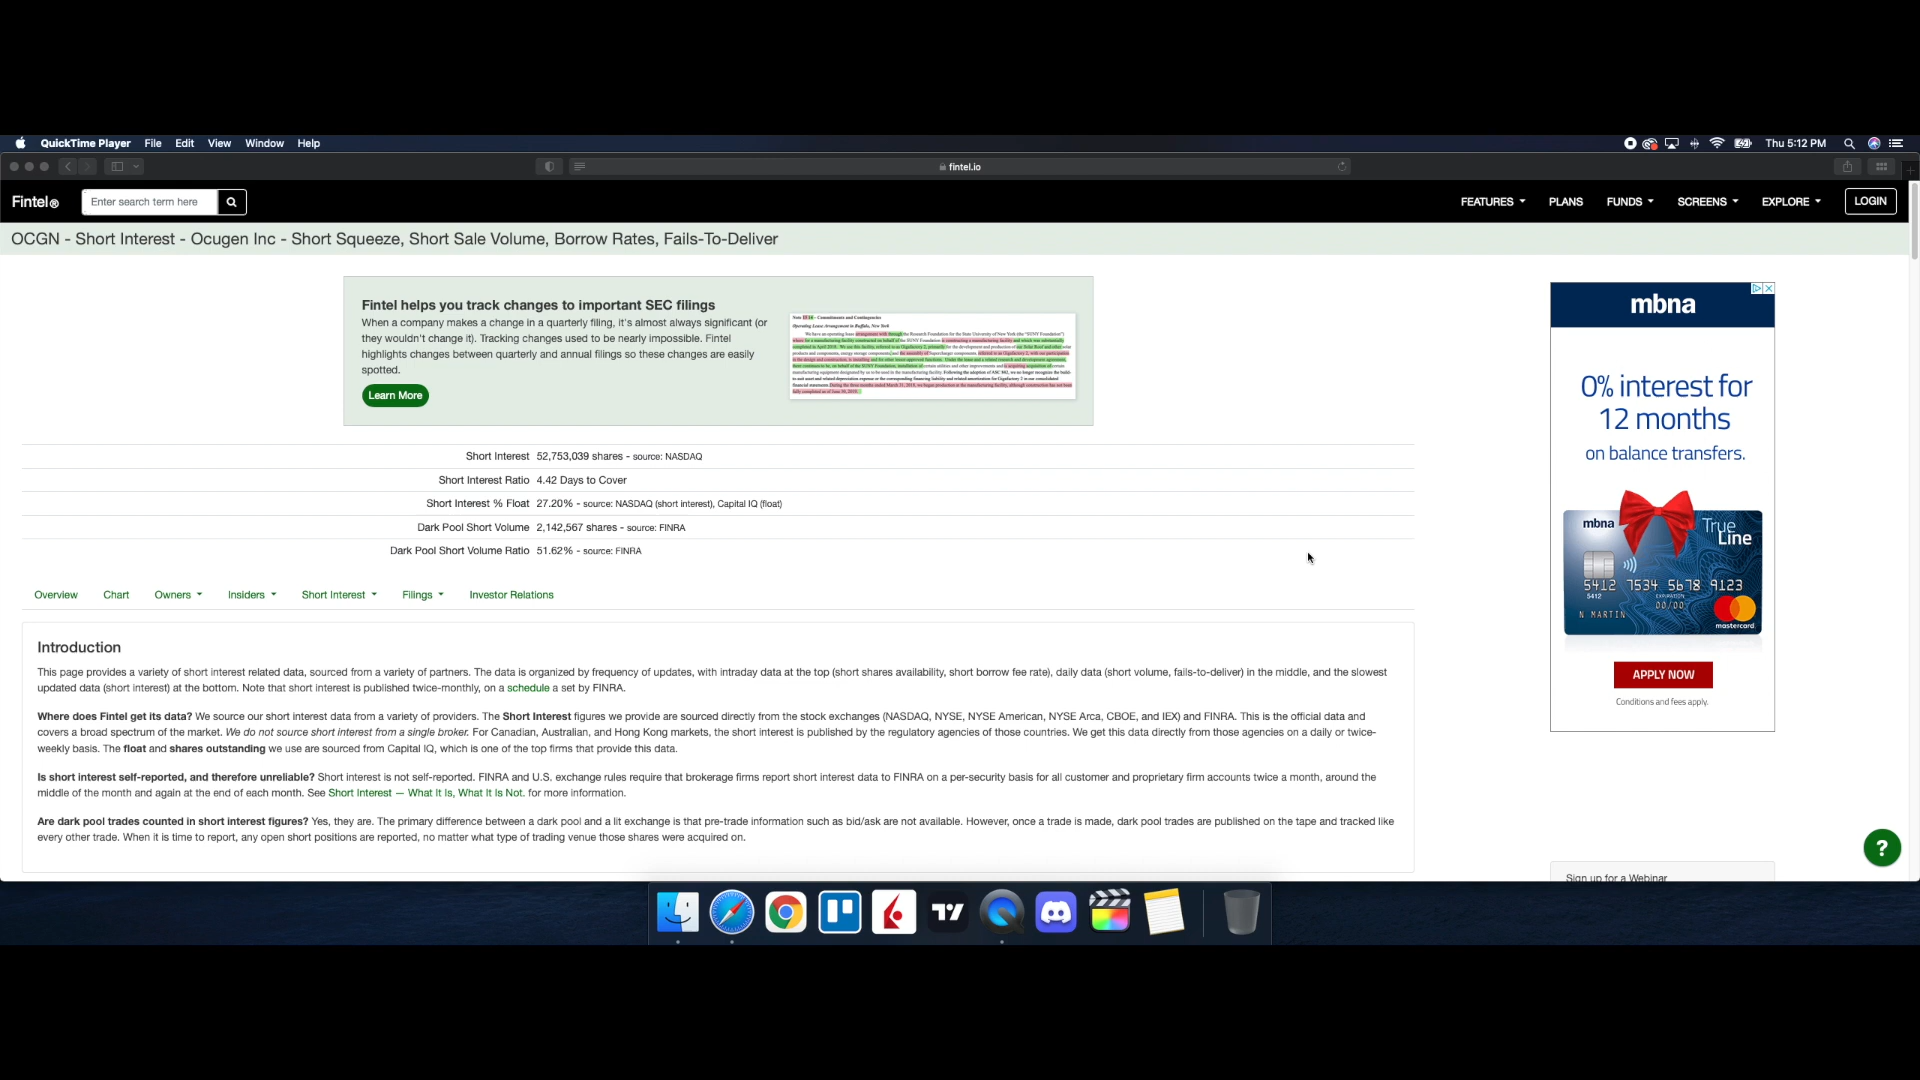 QuickTime Player File Edit View Window Help Thu 5:12 PM
fintel.io
Fintel® Enter search term here FEATURES PLANS FUNDS SCREENS EXPLORE LOGIN
OCGN - Short Interest - Ocugen Inc - Short Squeeze, Short Sale Volume, Borrow Rates, Fails-To-Deliver
Fintel helps you track changes to important SEC filings
When a company makes a change in a quarterly filing, it's almost always significant (or
they wouldn't change it). Tracking changes used to be nearly impossible. Fintel
highlights changes between quarterly and annual filings so these changes are easily
spotted.
Learn More
Short Interest 52,753,039 shares - source: NASDAQ
Short Interest Ratio 4.42 Days to Cover
Short Interest % Float 27.20% - source: NASDAQ (short interest), Capital IQ (float)
Dark Pool Short Volume 2,142,567 shares - source: FINRA
Dark Pool Short Volume Ratio 51.62% - source: FINRA
Overview Chart Owners Insiders Short Interest Filings Investor Relations
Introduction
This page provides a variety of short interest related data, sourced from a variety of partners. The data is organized by frequency of updates, with intraday data at the top (short shares availability, short borrow fee rate), daily data (short volume, fails-to-deliver) in the middle, and the slowest
updated data (short interest) at the bottom. Note that short interest is published twice-monthly, on a schedule a set by FINRA.
Where does Fintel get its data? We source our short interest data from a variety of providers. The Short Interest figures we provide are sourced directly from the stock exchanges (NASDAQ, NYSE, NYSE American, NYSE Arca, CBOE, and IEX) and FINRA. This is the official data and
covers a broad spectrum of the market. We do not source short interest from a single broker. For Canadian, Australian, and Hong Kong markets, the short interest is published by the regulatory agencies of those countries. We get this data directly from those agencies on a daily or twice-
weekly basis. The float and shares outstanding we use are sourced from Capital IQ, which is one of the top firms that provide this data.
Is short interest self-reported, and therefore unreliable? Short interest is not self-reported. FINRA and U.S. exchange rules require that brokerage firms report short interest data to FINRA on a per-security basis for all customer and proprietary firm accounts twice a month, around the
middle of the month and again at the end of each month. See Short Interest — What It Is, What It Is Not. for more information.
Are dark pool trades counted in short interest figures? Yes, they are. The primary difference between a dark pool and a lit exchange is that pre-trade information such as bid/ask are not available. However, once a trade is made, dark pool trades are published on the tape and tracked like
every other trade. When it is time to report, any open short positions are reported, no matter what type of trading venue those shares were acquired on.
mbna
0% interest for
12 months
on balance transfers.
mbna True
Line
5412 7534 5678 9123
5412 EXPIRATION 00/00
N MARTIN
mastercard.
APPLY NOW
Conditions and fees apply.
?
Sign up for a Webinar